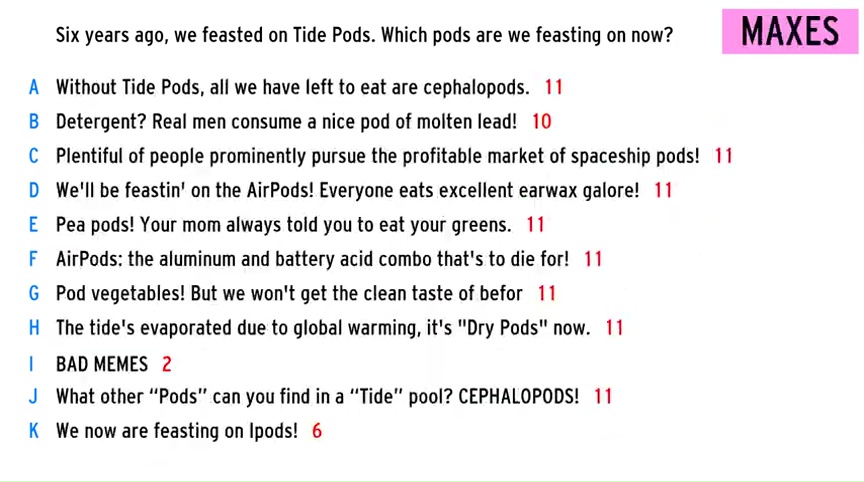 Six years ago, we feasted on Tide Pods. Which pods are we feasting on now?
MAXES
A Without Tide Pods, all we have left to eat are cephalopods. 11
B Detergent? Real men consume a nice pod of molten lead! 10
C Plentiful of people prominently pursue the profitable market of spaceship pods! 11
D We'll be feastin' on the AirPods! Everyone eats excellent earwax galore! 11
E Pea pods! Your mom always told you to eat your greens. 11
F AirPods: the aluminum and battery acid combo that's to die for! 11
G Pod vegetables! But we won't get the clean taste of befor 11
H The tide's evaporated due to global warming, it's "Dry Pods" now. 11
I BAD MEMES 2
J What other “Pods” can you find in a “Tide” pool? CEPHALOPODS! 11
K We now are feasting on Ipods! 6